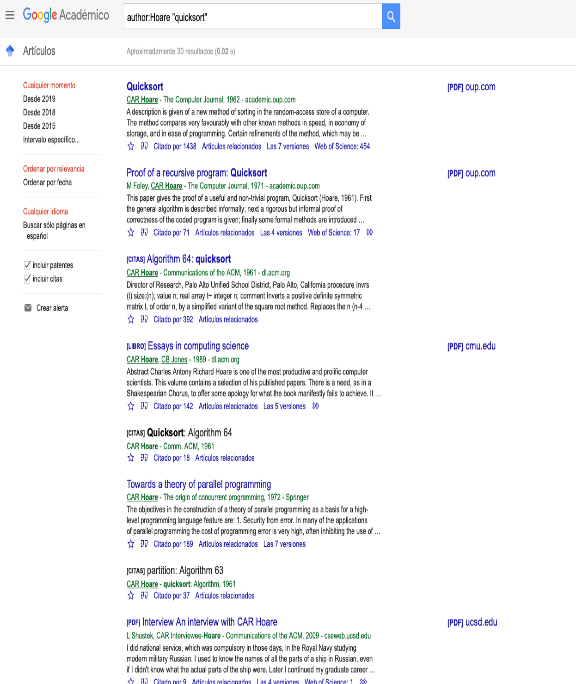 Google Académico
author:Hoare "quicksort"
Artículos
Aproximadamente 30 resultados (0.02 s)
Cualquier momento
Desde 2019
Desde 2018
Desde 2015
Intervalo específico...
Ordenar por relevancia
Ordenar por fecha
Cualquier idioma
Buscar sólo páginas en
español
Incluir patentes
incluir citas
Crear alerta
Quicksort
[PDF] oup.com
CAR Hoare - The Computer Journal, 1962 - academic.oup.com
A description is given of a new method of sorting in the random-access store of a computer.
The method compares very favourably with other known methods in speed, in economy of
storage, and in ease of programming. Certain refinements of the method, which may be ...
Citado por 1438 Artículos relacionados Las 7 versiones Web of Science: 454
Proof of a recursive program: Quicksort
[PDF] oup.com
M Foley, CAR Hoare - The Computer Journal, 1971 - academic.oup.com
This paper gives the proof of a useful and non-trivial program, Quicksort (Hoare, 1961). First
the general algorithm is described informally; next a rigorous but informal proof of
correctness of the coded program is given; finally some formal methods are introduced ...
Citado por 71 Artículos relacionados Las 4 versiones Web of Science: 17
[CITAS] Algorithm 64: quicksort
CAR Hoare - Communications of the ACM, 1961 - dl.acm.org
Director of Research, Palo Alto Unified School District, Palo Alto, California procedure Invrs
(t) size:(n); value n; real array t~ integer n; comment Inverts a positive definite symmetric
matrix t, of order n, by a simplified variant of the square root method. Replaces the n (n-4 ...
Citado por 392 Artículos relacionados
[LIBRO] Essays in computing science
[PDF] cmu.edu
CAR Hoare, CB Jones - 1989 - dl.acm.org
Abstract Charles Antony Richard Hoare is one of the most productive and prolific computer
scientists. This volume contains a selection of his published papers. There is a need, as in a
Shakespearian Chorus, to offer some apology for what the book manifestly fails to achieve. It ...
Citado por 142 Artículos relacionados Las 5 versiones
[CITAS] Quicksort: Algorithm 64
CAR Hoare - Comm. ACM, 1961
Citado por 18 Artículos relacionados
Towards a theory of parallel programming
CAR Hoare - The origin of concurrent programming, 1972 - Springer
The objectives in the construction of a theory of parallel programming as a basis for a high-
level programming language feature are: 1. Security from error. In many of the applications
of parallel programming the cost of programming error is very high, often inhibiting the use of ...
Citado por 189 Artículos relacionados Las 7 versiones
[CITAS] partition: Algorithm 63
CAR Hoare - quicksort: Algorithm, 1961
Citado por 37 Artículos relacionados
[PDF] Interview An interview with CAR Hoare
[PDF] ucsd.edu
L Shustek, CAR Interviewee-Hoare - Communications of the ACM, 2009 - cseweb.ucsd.edu
I did national service, which was compulsory in those days, in the Royal Navy studying
modern military Russian. I used to know the names of all the parts of a ship in Russian, even
if I didn't know what the actual parts of the ship were. Later I continued my graduate career ...
Citado por 9 Artículos relacionados Las 4 versiones Web of Science: 1